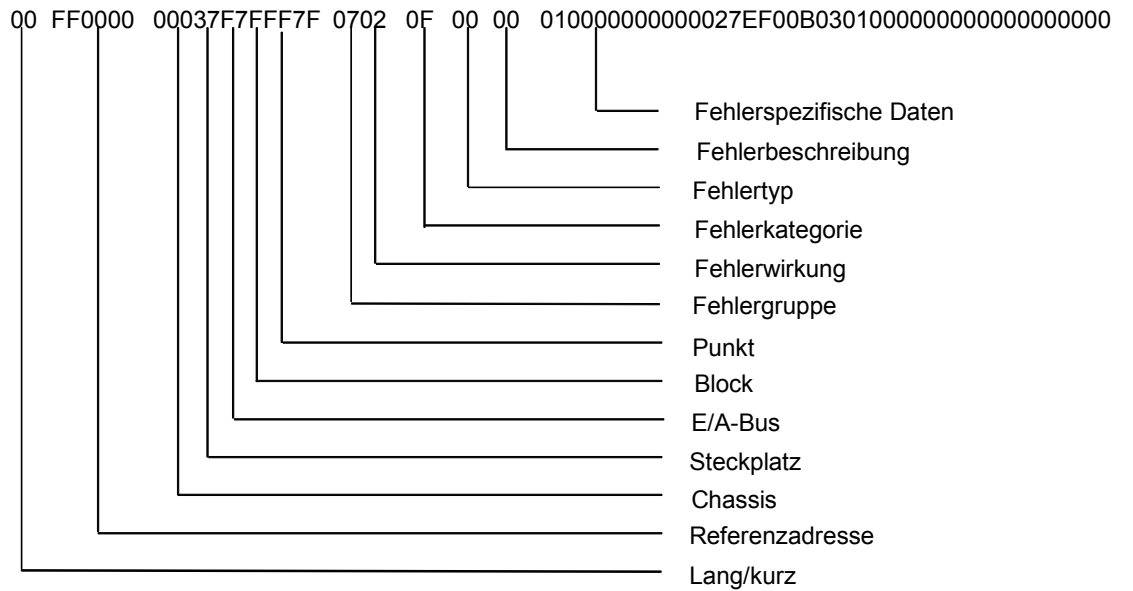 00 FF0000 00037F7FFF7F 0702 0F 00 00 010000000000027EF00B0301000000000000000000
Fehlerspezifische Daten
Fehlerbeschreibung
Fehlertyp
Fehlerkategorie
Fehlerwirkung
Fehlergruppe
Punkt
Block
E/A-Bus
Steckplatz
Chassis
Referenzadresse
Lang/kurz